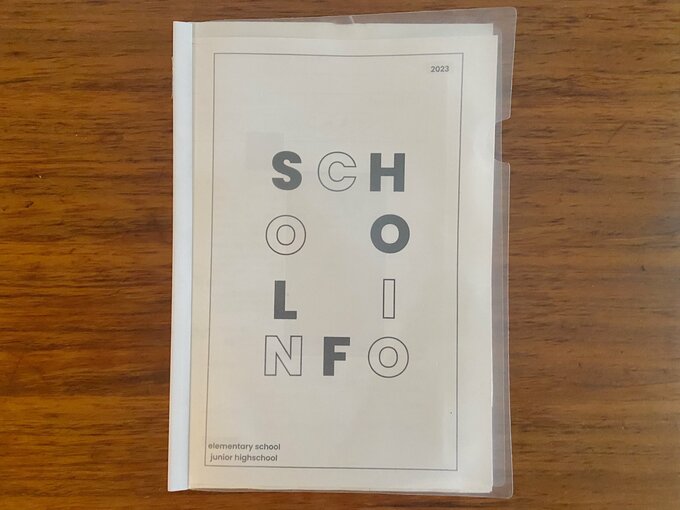 2023
SCH
O O
L I
NFO
elementary school
junior highschool